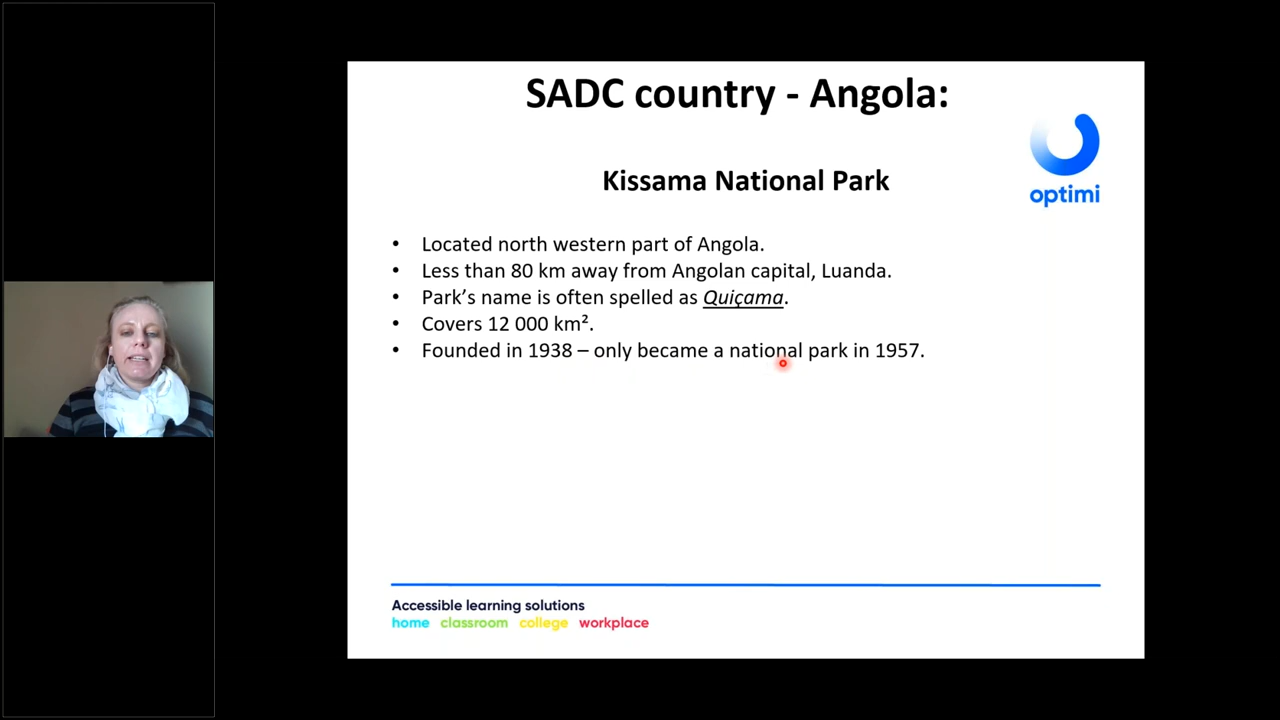 SADC country - Angola:
optimi
Kissama National Park
• Located north western part of Angola.
• Less than 80 km away from Angolan capital, Luanda.
• Park’s name is often spelled as Quiçama.
• Covers 12 000 km².
• Founded in 1938 – only became a national park in 1957.
Accessible learning solutions
home classroom college workplace